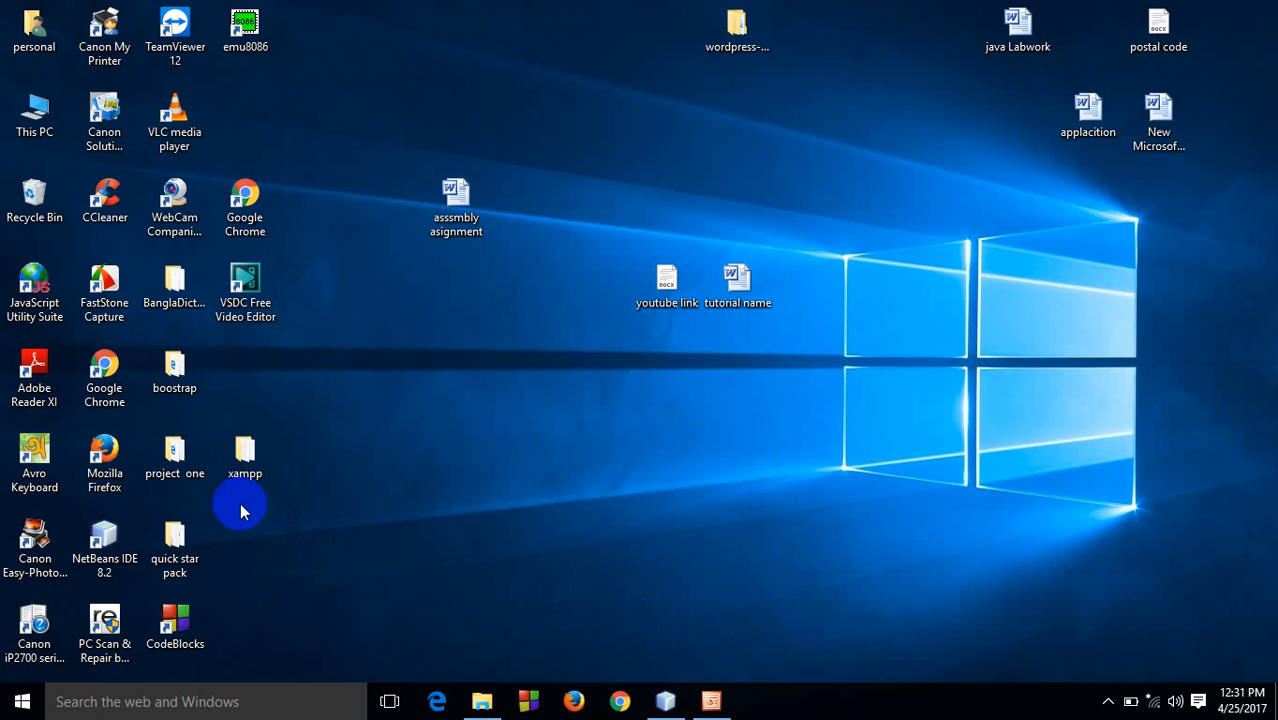 personal
Canon My
Printer
TeamViewer
12
8086
emu8086
wordpress-...
java Labwork
DOCX
postal code
This PC
Canon
Soluti...
VLC media
player
applacition
New
Microsof...
Recycle Bin
CCleaner
WebCam
Compani...
Google
Chrome
asssmbly
asignment
JavaScript
Utility Suite
FastStone
Capture
BanglaDict...
VSDC Free
Video Editor
DOCX
youtube link
tutorial name
Adobe
Reader XI
Google
Chrome
boostrap
Avro
Keyboard
Mozilla
Firefox
project one
xampp
Canon
Easy-Photo...
NetBeans IDE
8.2
quick star
pack
Canon
iP2700 seri...
re
PC Scan &
Repair b...
CodeBlocks
Search the web and Windows
12:31 PM
4/25/2017